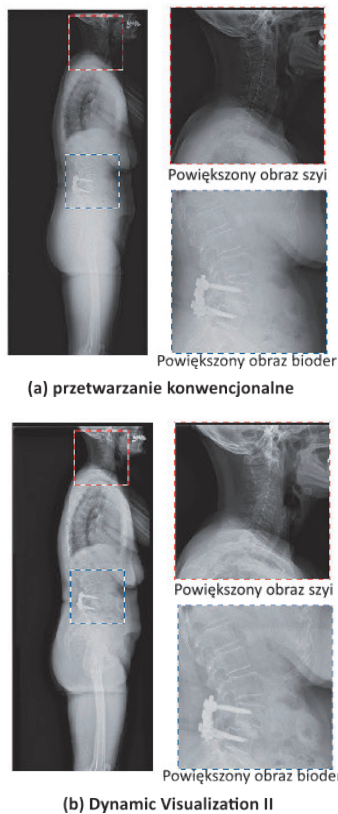 Powiększony obraz szyi
Powiększony obraz bioder
(a) przetwarzanie konwencjonalne
Powiększony obraz szyi
Powiększony obraz bioder
(b) Dynamic Visualization II